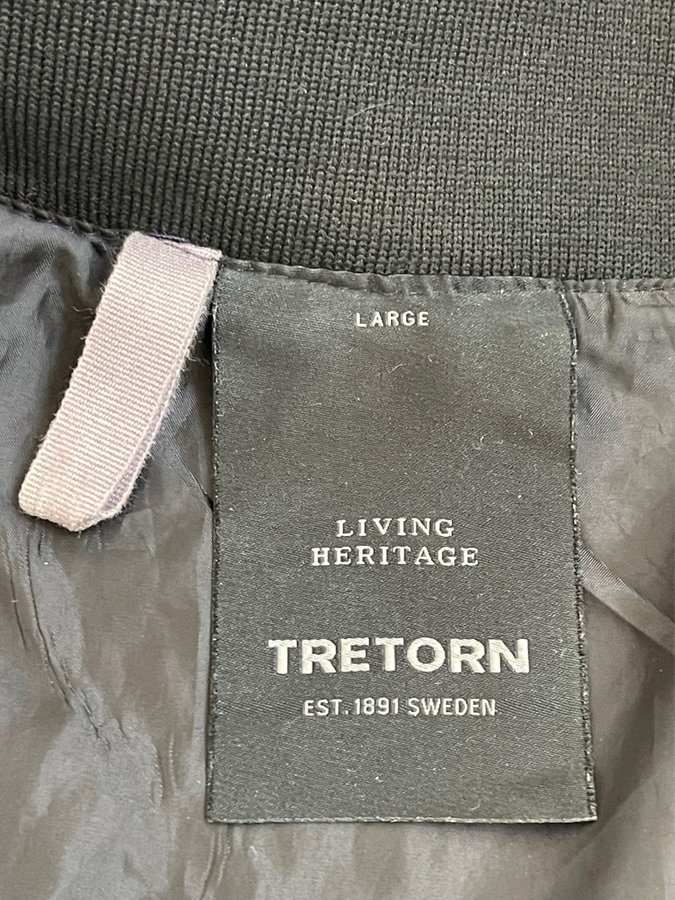 LARGE
LIVING
HERITAGE
TRETORN
EST. 1891 SWEDEN